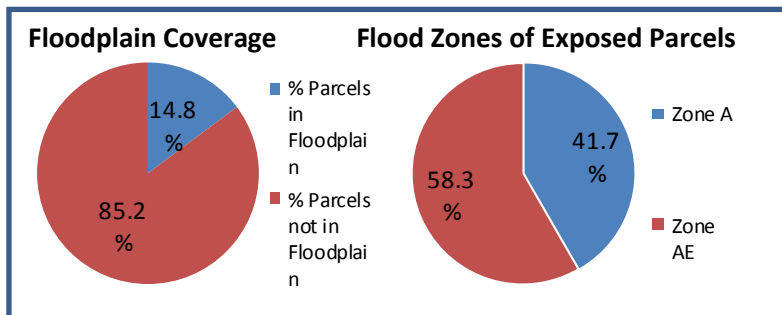 Floodplain Coverage
14.8
%
85.2
%
% Parcels
in
Floodplai
n
% Parcels
not in
Floodplai
n
Flood Zones of Exposed Parcels
41.7
%
58.3
%
Zone A
Zone
AE